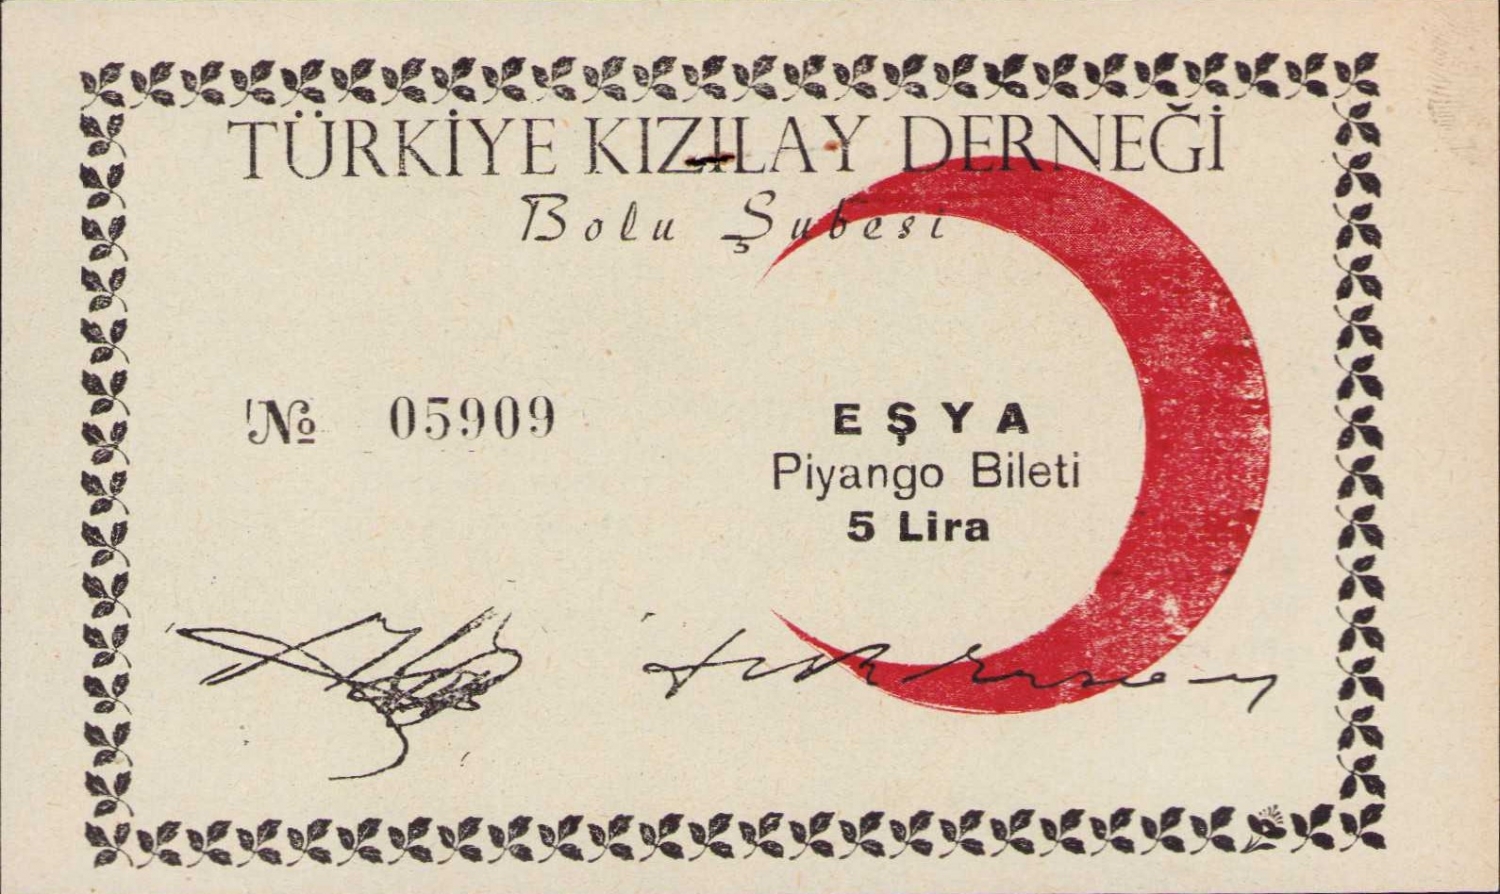 TÜRKİYE KIZILAY DERNEĞİ
Bolu Şubesi
№ 05909
EŞYA
Piyango Bileti
5 Lira